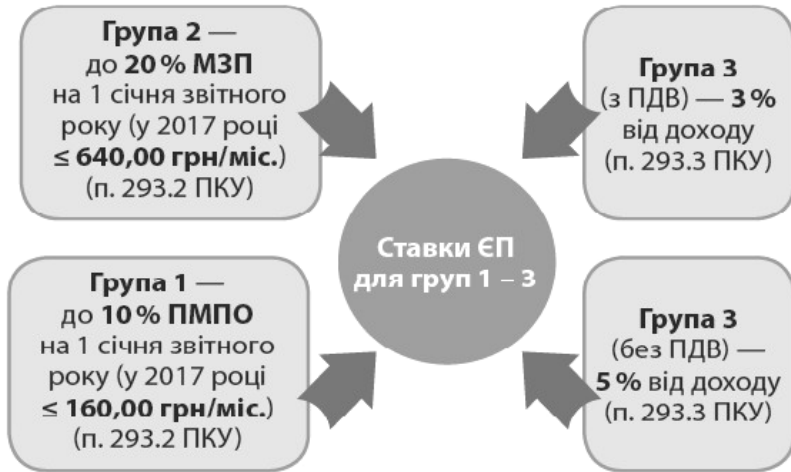 Група 2 —
до 20 % МЗП
на 1 січня звітного
року (у 2017 році
≤ 640,00 грн/міс.)
(п. 293.2 ПКУ)
Група 3
(з ПДВ) — 3 %
від доходу
(п. 293.3 ПКУ)
Ставки ЄП
для груп 1 – 3
Група 1 —
до 10 % ПМПО
на 1 січня звітного
року (у 2017 році
≤ 160,00 грн/міс.)
(п. 293.2 ПКУ)
Група 3
(без ПДВ) —
5 % від доходу
(п. 293.3 ПКУ)